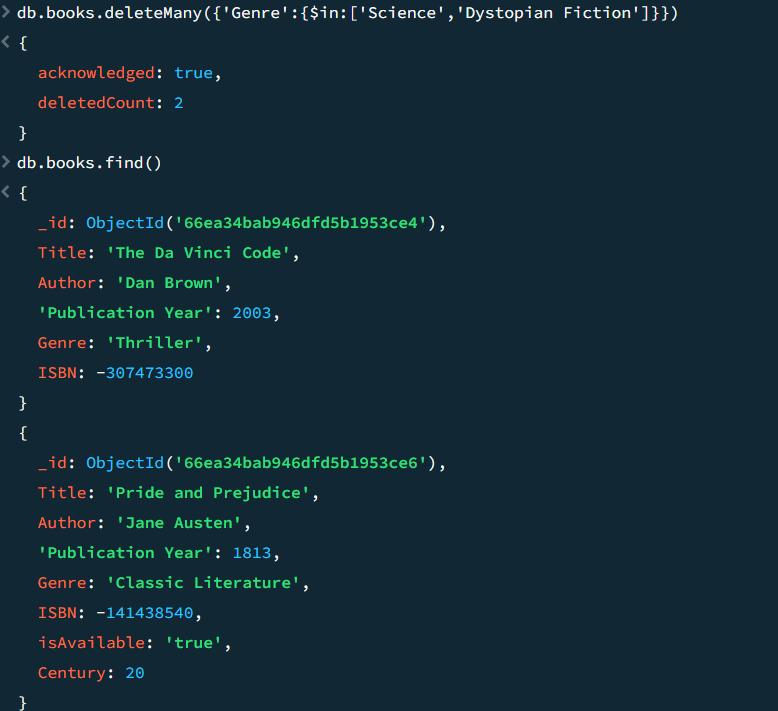 > db.books.deleteMany({'Genre':{$in:['Science','Dystopian Fiction']}})
< {
acknowledged: true,
deletedCount: 2
}
> db.books.find()
< {
_id: ObjectId('66ea34bab946dfd5b1953ce4'),
Title: 'The Da Vinci Code',
Author: 'Dan Brown',
'Publication Year': 2003,
Genre: 'Thriller',
ISBN: -307473300
}
{
_id: ObjectId('66ea34bab946dfd5b1953ce6'),
Title: 'Pride and Prejudice',
Author: 'Jane Austen',
'Publication Year': 1813,
Genre: 'Classic Literature',
ISBN: -141438540,
isAvailable: 'true',
Century: 20
}